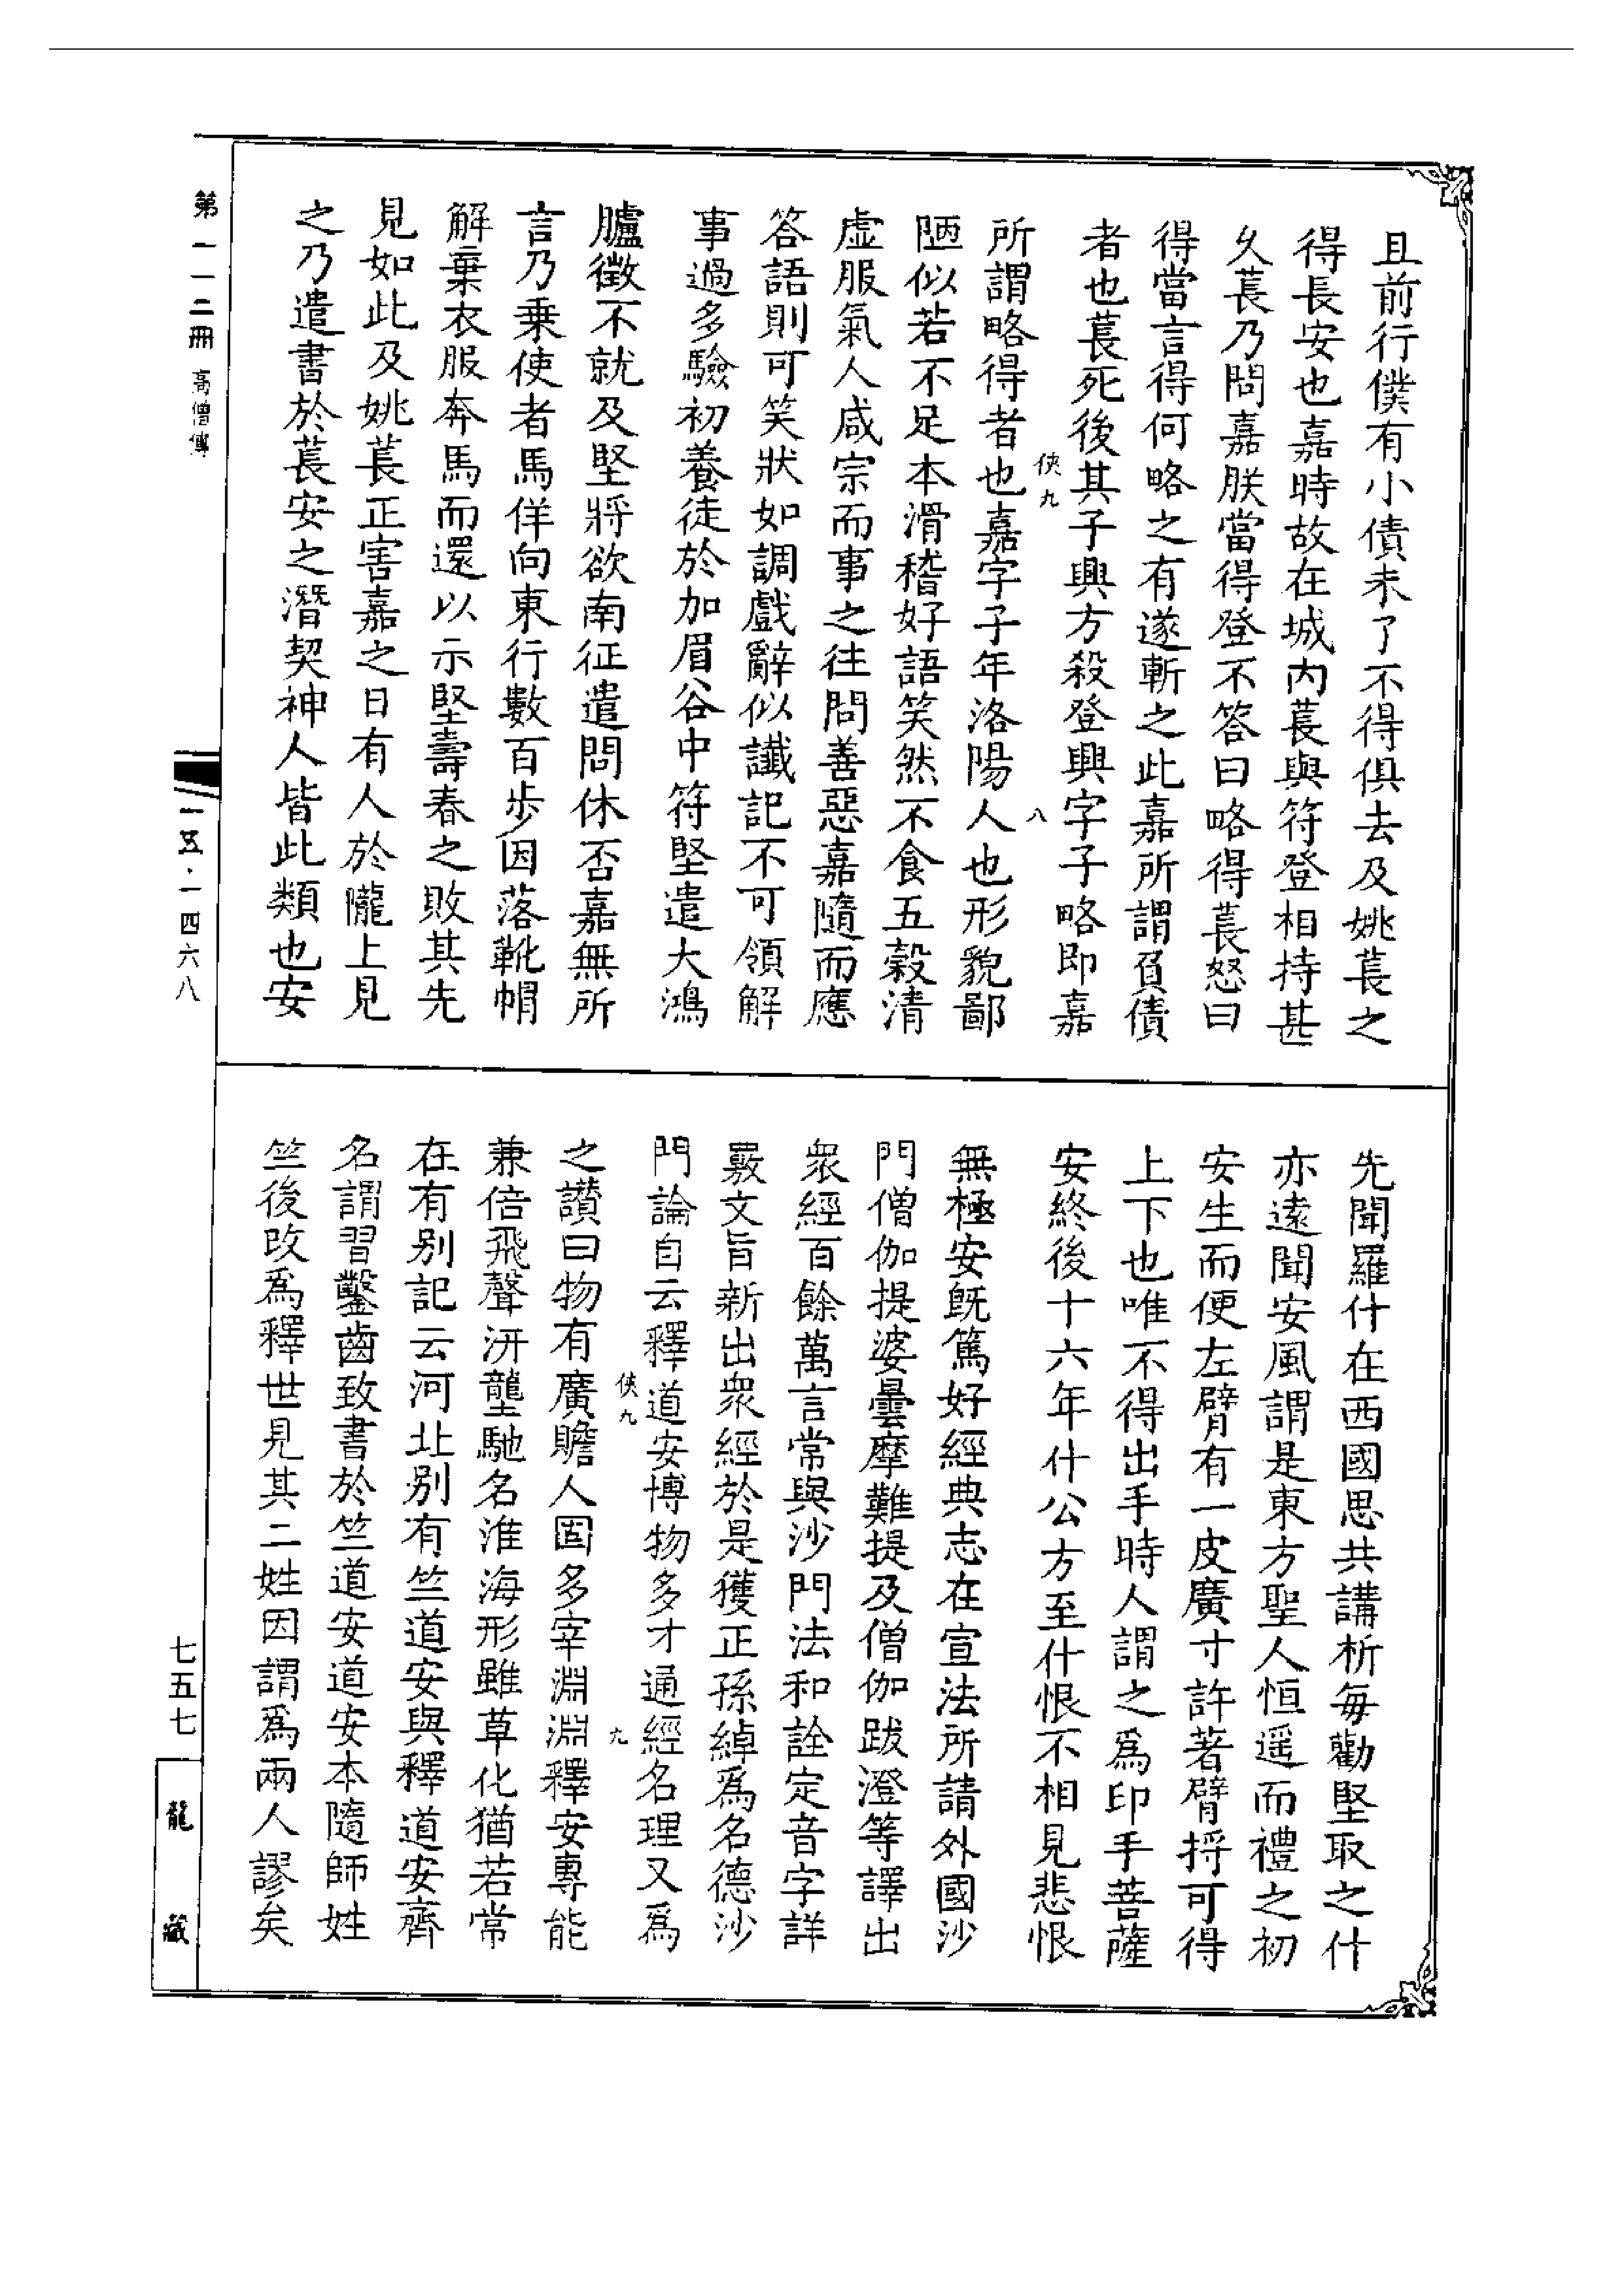 且前行僕有小債未了不得俱去及姚萇之
得長安也嘉時故在城內萇與符登相持甚
久萇乃問嘉朕當得登不答曰略得萇怒曰
得當言得何略之有遂斬之此嘉所謂負債
者也萇死後其子興方殺登興字子略即嘉
俠九
八
所謂略得者也嘉字子年洛陽人也形貌鄙
陋似若不足本滑稽好語笑然不食五穀清
虛服氣人咸宗而事之往問善惡嘉隨而應
答語則可笑狀如調戲辭似讖記不可領解
事過多驗初養徒於加眉谷中符堅遣大鴻
臚徵不就及堅將欲南征遣問休否嘉無所
言乃乗使者馬佯向東行數百步因落靴帽
解棄衣服奔馬而還以示堅壽春之敗其先
見如此及姚萇正害嘉之日有人於隴上見
之乃遣書於萇安之潛契神人皆此類也安
先聞羅什在西國思共講析每勸堅取之什
亦遠聞安風謂是東方聖人恒遥而禮之初
安生而便左臂有一皮廣寸許著臂捋可得
上下也唯不得出手時人謂之爲印手菩薩
安終後十六年什公方至什恨不相見悲恨
無極安旣篤好經典志在宣法所請外國沙
門僧伽提婆曇摩難提及僧伽跋澄等譯出
衆經百餘萬言常與沙門法和詮定音字詳
覈文旨新出衆經於是獲正孫綽爲名德沙
門論自云釋道安博物多才通經名理又爲
俠九
九
之讚曰物有廣贍人固多宰淵淵釋安專能
兼倍飛聲汧壟馳名淮海形雖草化猶若常
在有别記云河北别有竺道安與釋道安齊
名謂習鑿齒致書於竺道安道安本隨師姓
竺後改爲釋世見其二姓因謂爲兩人謬矣
第一一二冊 高僧傳
一五·一四六八
七五七
龍藏